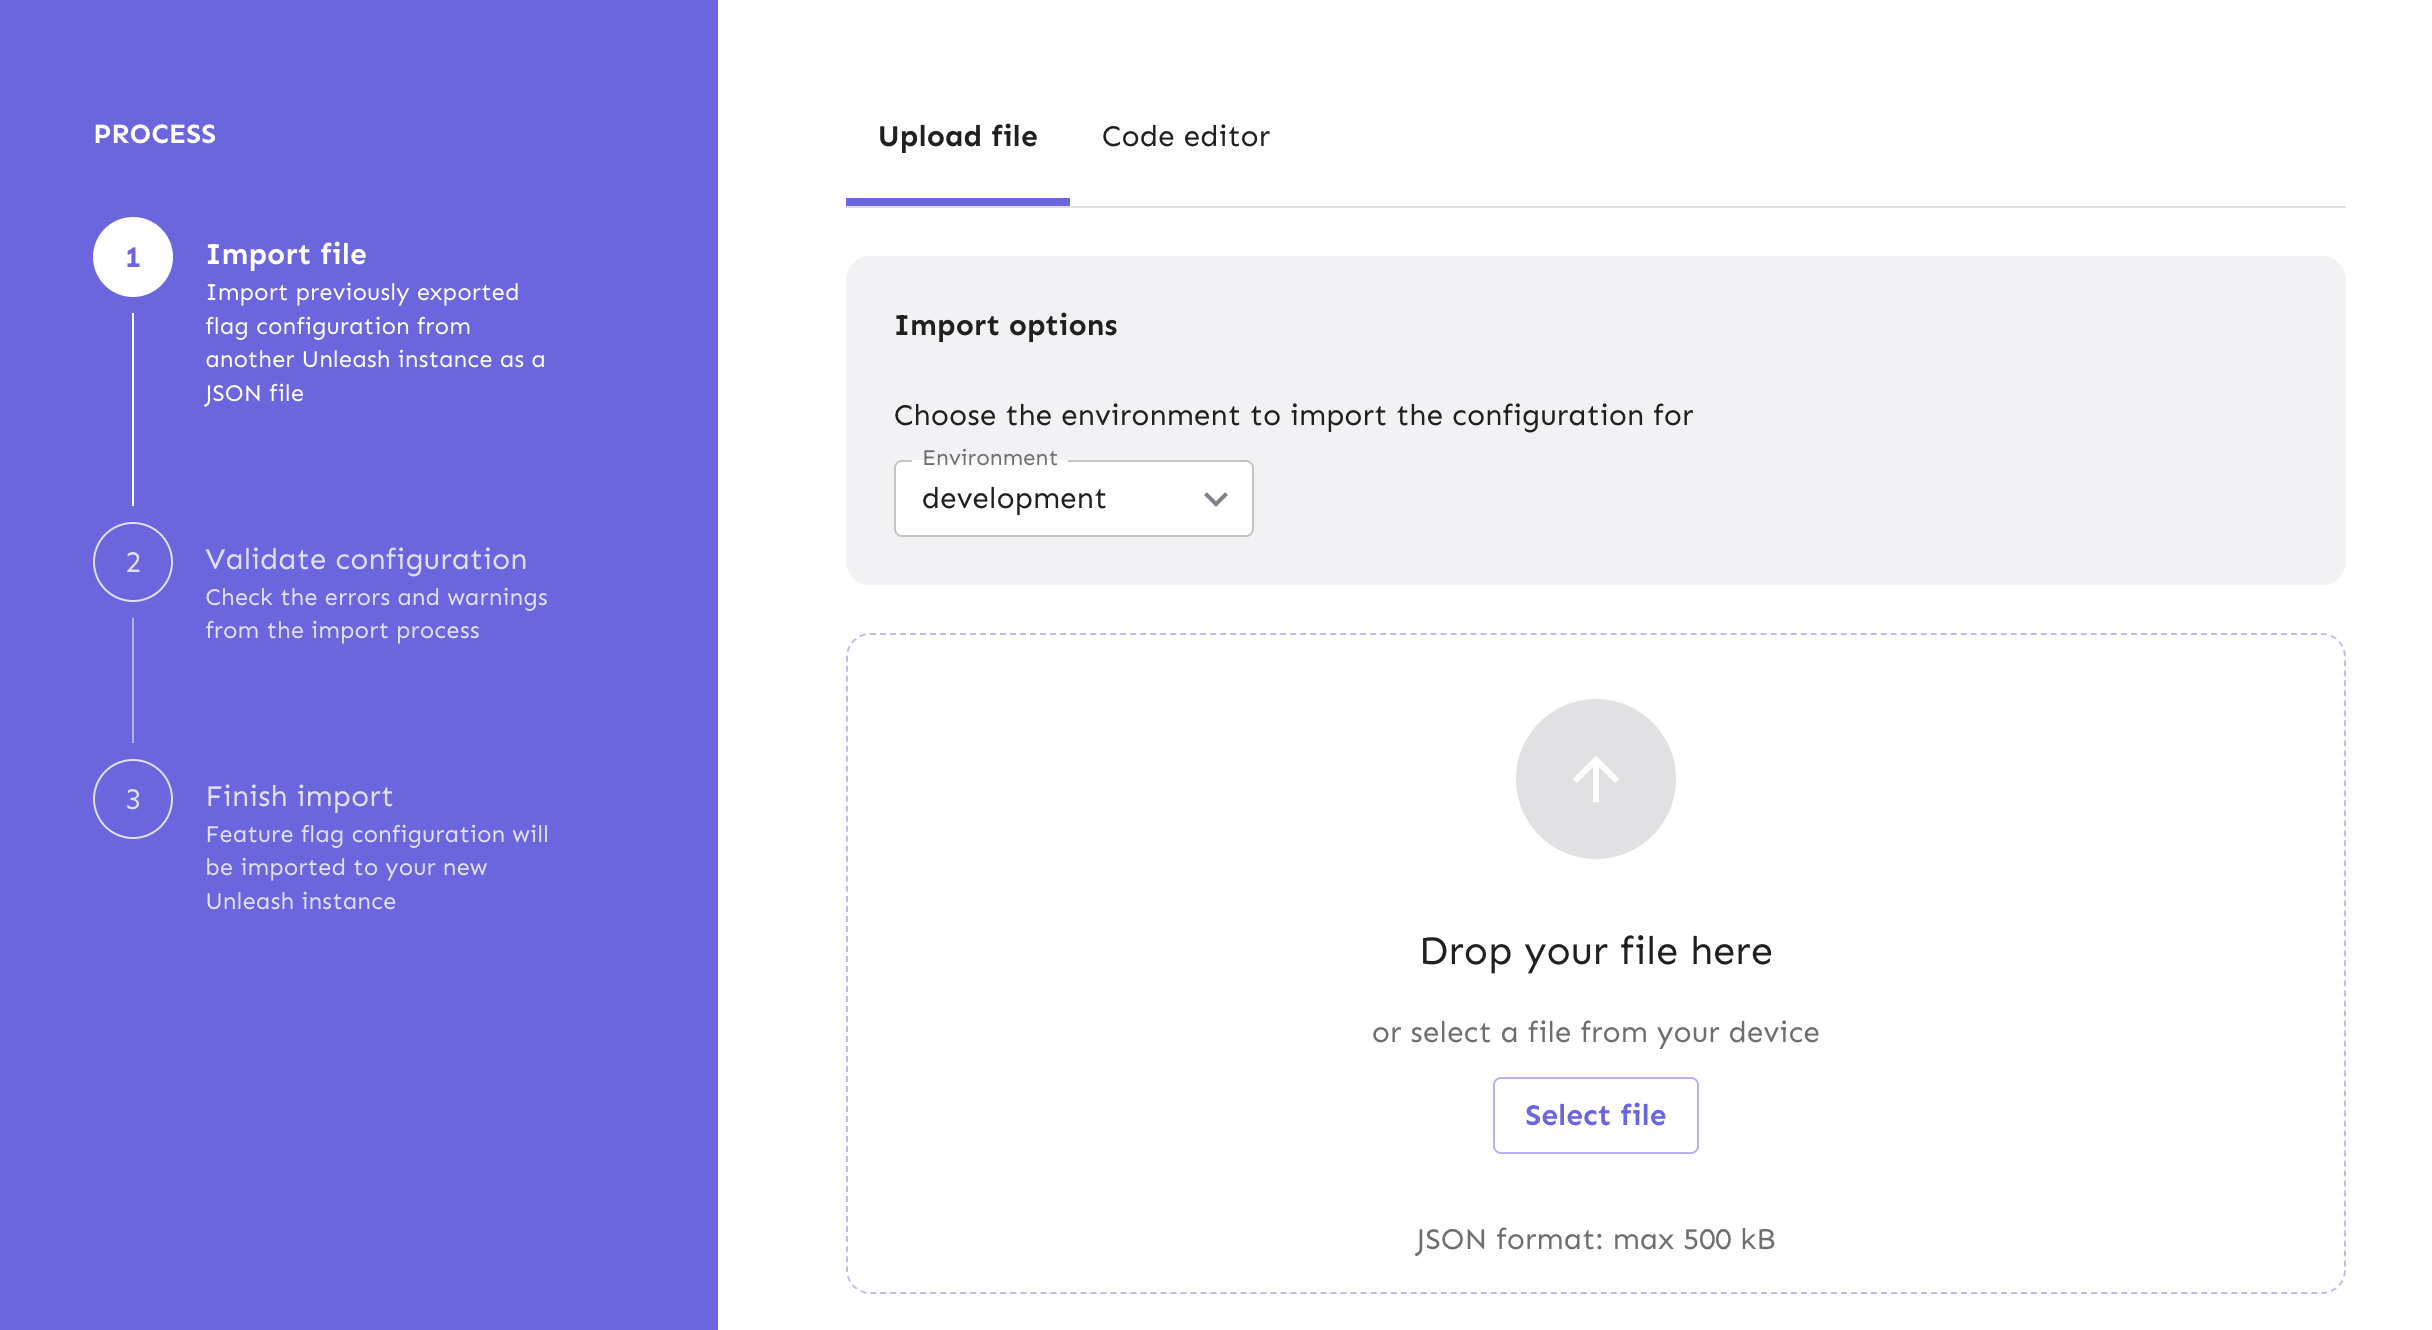 PROCESS
1
Import file
Import previously exported
flag configuration from
another Unleash instance as a
JSON file
2
Validate configuration
Check the errors and warnings
from the import process
3
Finish import
Feature flag configuration will
be imported to your new
Unleash instance
Upload file
Code editor
Import options
Choose the environment to import the configuration for
Environment
development
Drop your file here
or select a file from your device
Select file
JSON format: max 500 kB